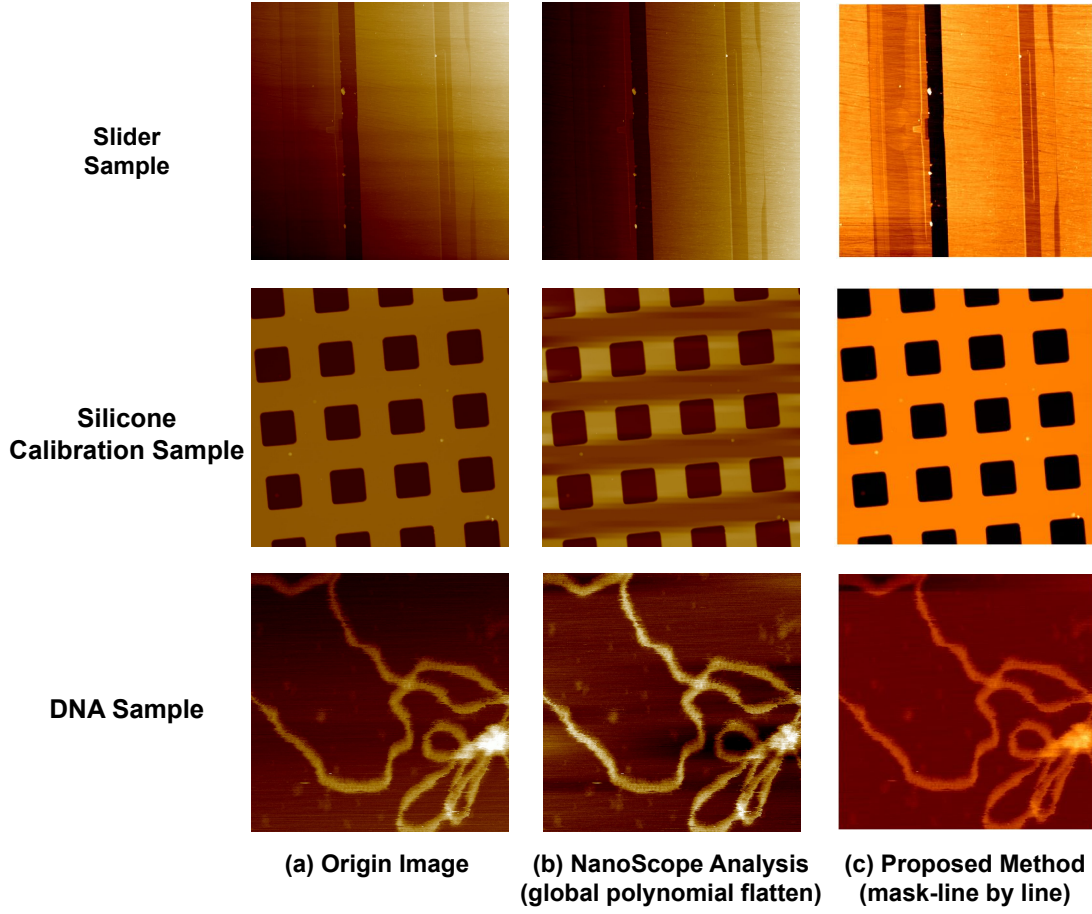 Slider
Sample
Silicone
Calibration Sample
DNA Sample
(a) Origin Image
(b) NanoScope Analysis
(global polynomial flatten)
(c) Proposed Method
(mask-line by line)